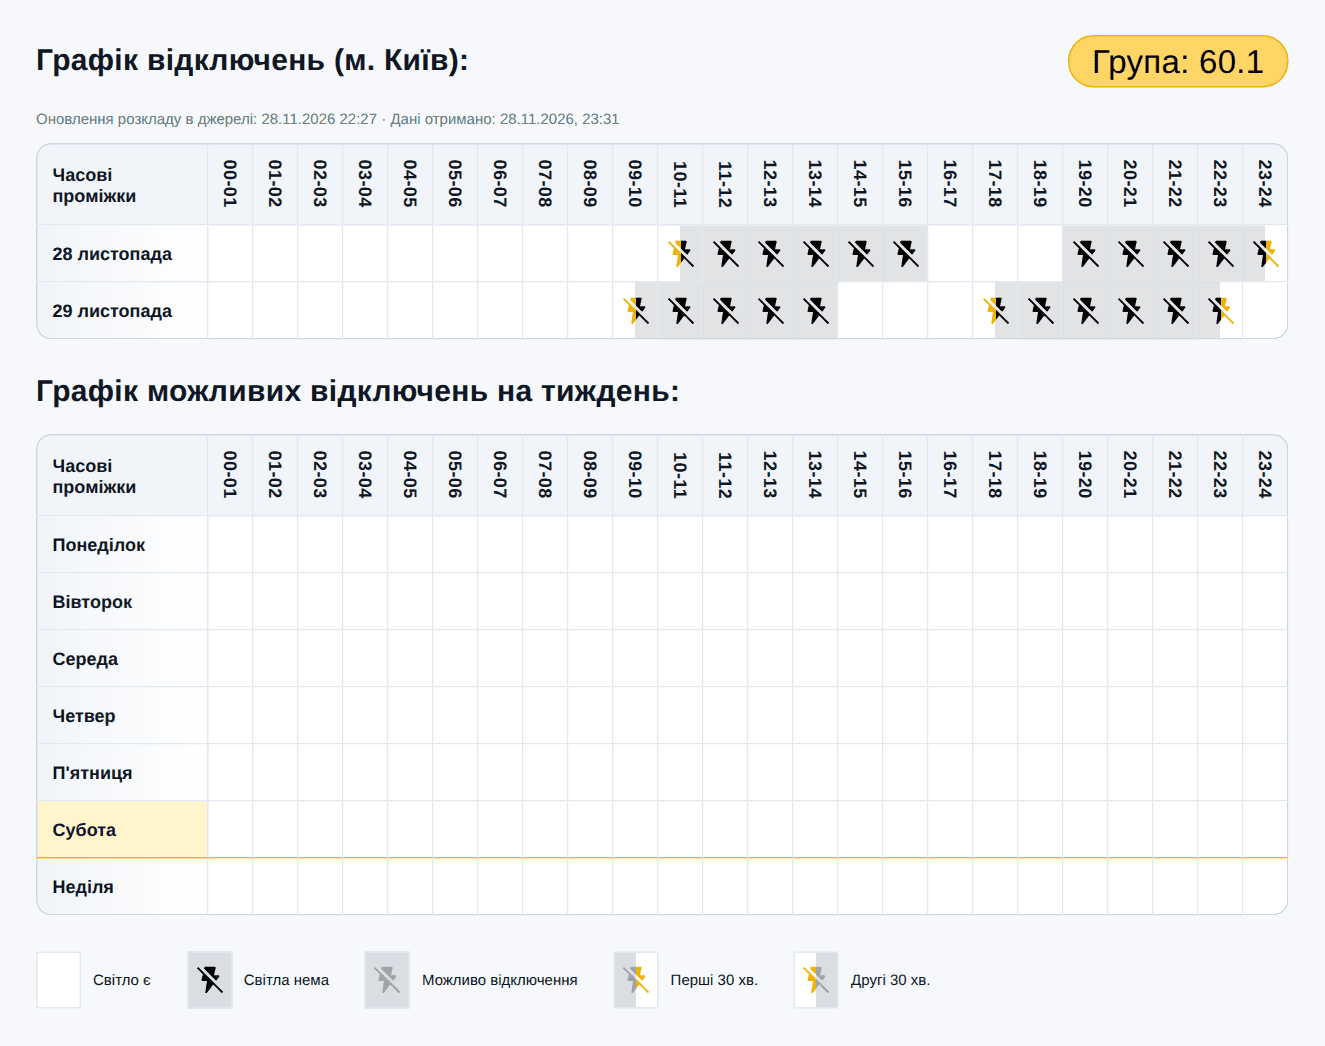 Графік відключень (м. Київ):
Група: 60.1
Оновлення розкладу в джерелі: 28.11.2026 22:27 · Дані отримано: 28.11.2026, 23:31
Часові проміжки 00-01 01-02 02-03 03-04 04-05 05-06 06-07 07-08 08-09 09-10 10-11 11-12 12-13 13-14 14-15 15-16 16-17 17-18 18-19 19-20 20-21 21-22 22-23 23-24
28 листопада
29 листопада
Графік можливих відключень на тиждень:
Часові проміжки 00-01 01-02 02-03 03-04 04-05 05-06 06-07 07-08 08-09 09-10 10-11 11-12 12-13 13-14 14-15 15-16 16-17 17-18 18-19 19-20 20-21 21-22 22-23 23-24
Понеділок
Вівторок
Середа
Четвер
П'ятниця
Субота
Неділя
Світло є Світла нема Можливо відключення Перші 30 хв. Другі 30 хв.